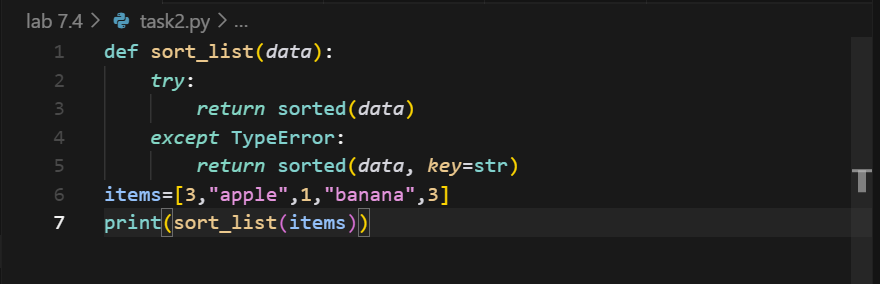 lab 7.4 > task2.py > ...
1 def sort_list(data):
2     try:
3         return sorted(data)
4     except TypeError:
5         return sorted(data, key=str)
6 items=[3,"apple",1,"banana",3]
7 print(sort_list(items))